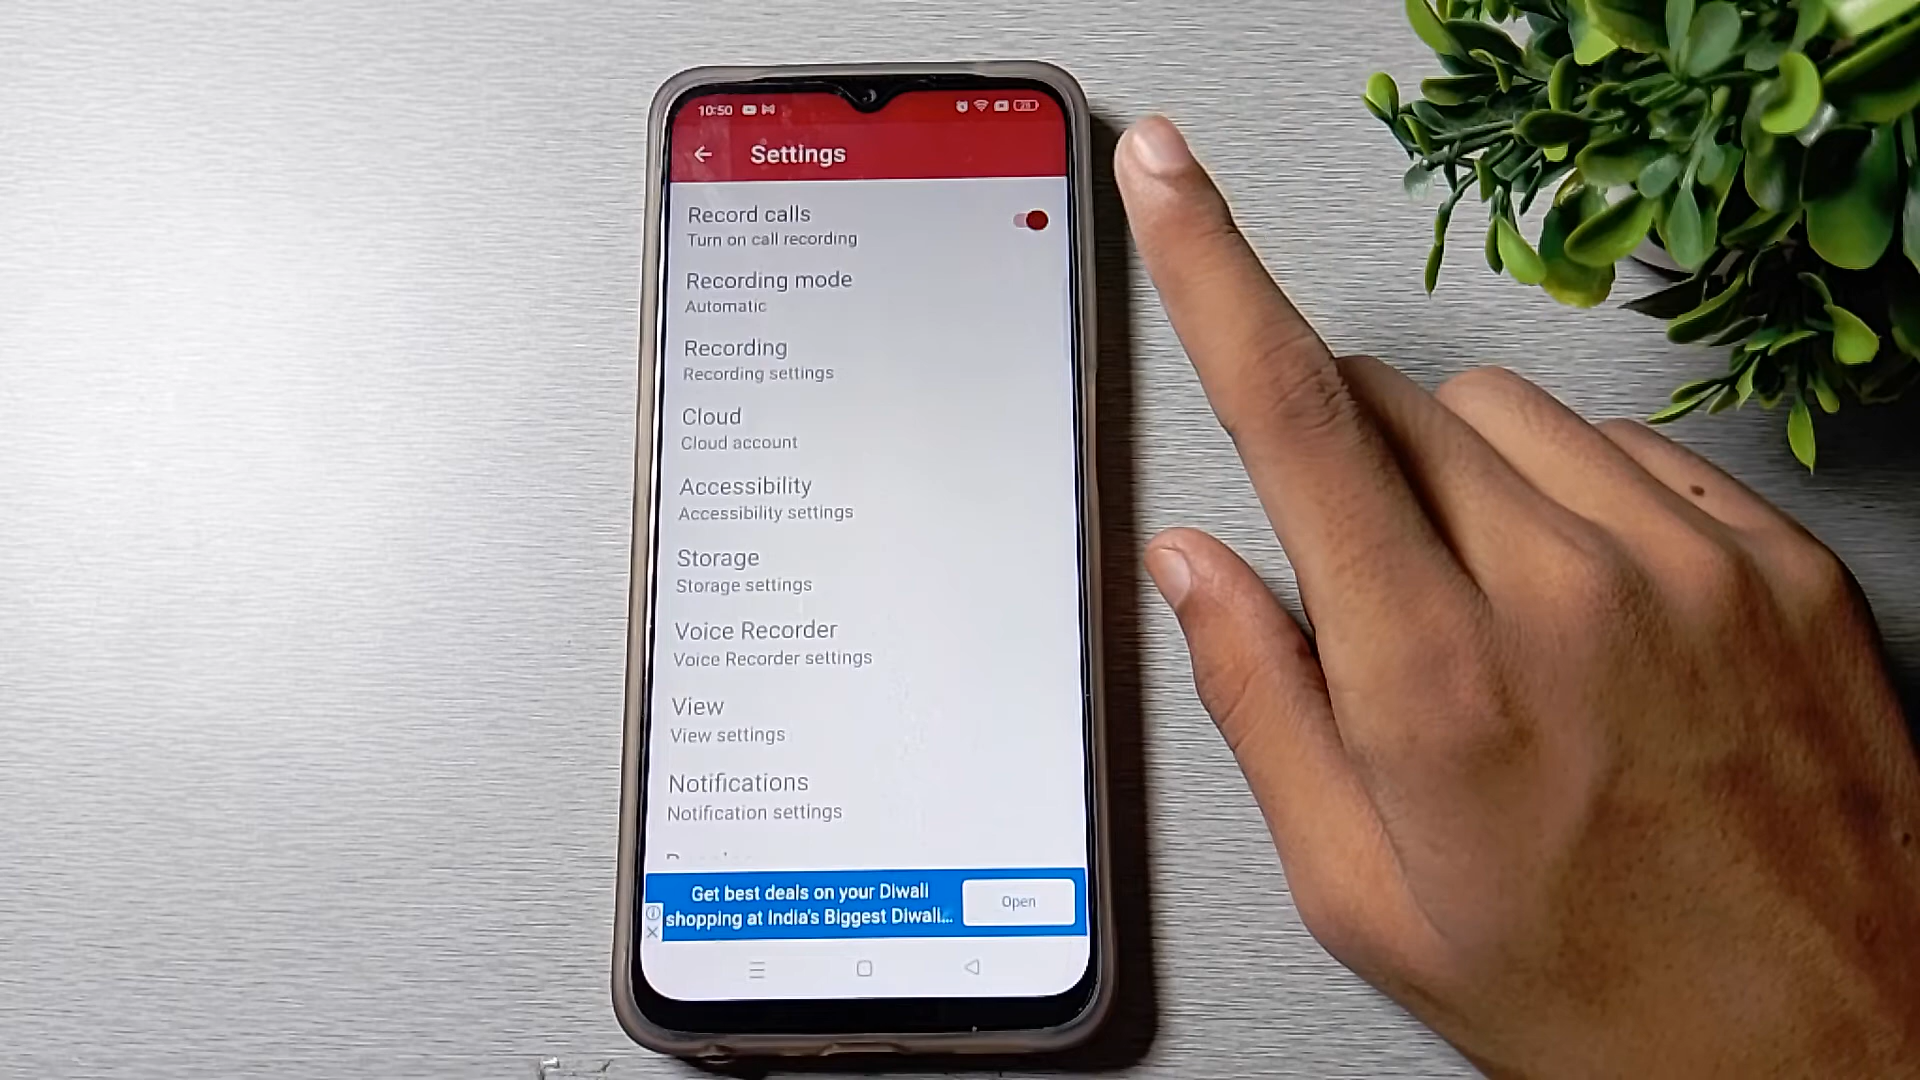 10:50
Settings
Record calls
Turn on call recording
Recording mode
Automatic
Recording
Recording settings
Cloud
Cloud account
Accessibility
Accessibility settings
Storage
Storage settings
Voice Recorder
Voice Recorder settings
View
View settings
Notifications
Notification settings
Get best deals on your Diwali
shopping at India's Biggest Diwali...
Open